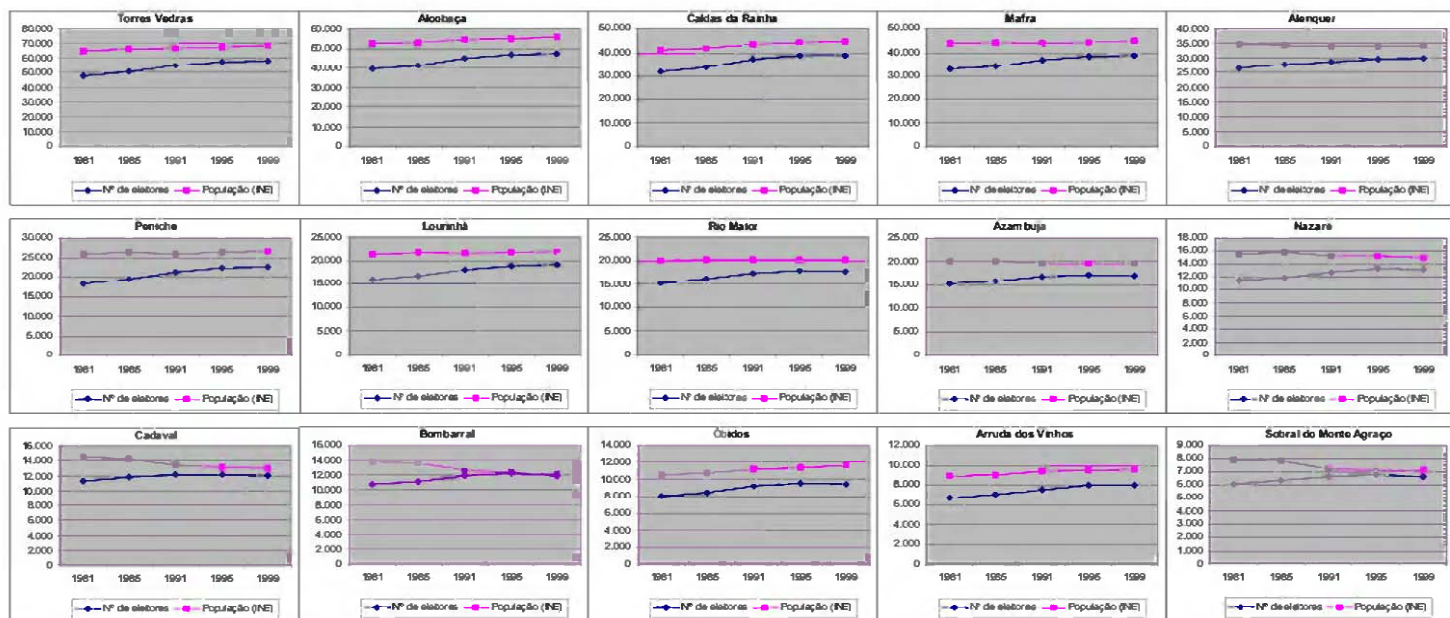 Torres Vedras
80.000
70.000
60.000
50.000
40.000
30.000
20.000
10.000
0
1981 1985 1991 1995 1999
Nº de eleitores População (INE)
Alcobaça
60.000
50.000
40.000
30.000
20.000
10.000
0
1981 1985 1991 1995 1999
Nº de eleitores População (INE)
Caldas da Rainha
50.000
40.000
30.000
20.000
10.000
0
1981 1985 1991 1995 1999
Nº de eleitores População (INE)
Mafra
50.000
40.000
30.000
20.000
10.000
0
1981 1985 1991 1995 1999
Nº de eleitores População (INE)
Alenquer
40.000
35.000
30.000
25.000
20.000
15.000
10.000
5.000
0
1981 1985 1991 1995 1999
Nº de eleitores População (INE)
Peniche
30.000
25.000
20.000
15.000
10.000
5.000
0
1981 1985 1991 1995 1999
Nº de eleitores População (INE)
Lourinhã
25.000
20.000
15.000
10.000
5.000
0
1981 1985 1991 1995 1999
Nº de eleitores População (INE)
Rio Maior
25.000
20.000
15.000
10.000
5.000
0
1981 1985 1991 1995 1999
Nº de eleitores População (INE)
Azambuja
25.000
20.000
15.000
10.000
5.000
0
1981 1985 1991 1995 1999
Nº de eleitores População (INE)
Nazaré
18.000
16.000
14.000
12.000
10.000
8.000
6.000
4.000
2.000
0
1981 1985 1991 1995 1999
Nº de eleitores População (INE)
Cadaval
16.000
14.000
12.000
10.000
8.000
6.000
4.000
2.000
0
1981 1985 1991 1995 1999
Nº de eleitores População (INE)
Bombarral
16.000
14.000
12.000
10.000
8.000
6.000
4.000
2.000
0
1981 1985 1991 1995 1999
Nº de eleitores População (INE)
Óbidos
14.000
12.000
10.000
8.000
6.000
4.000
2.000
0
1981 1985 1991 1995 1999
Nº de eleitores População (INE)
Arruda dos Vinhos
12.000
10.000
8.000
6.000
4.000
2.000
0
1981 1985 1991 1995 1999
Nº de eleitores População (INE)
Sobral do Monte Agraço
9.000
8.000
7.000
6.000
5.000
4.000
3.000
2.000
1.000
0
1981 1985 1991 1995 1999
Nº de eleitores População (INE)